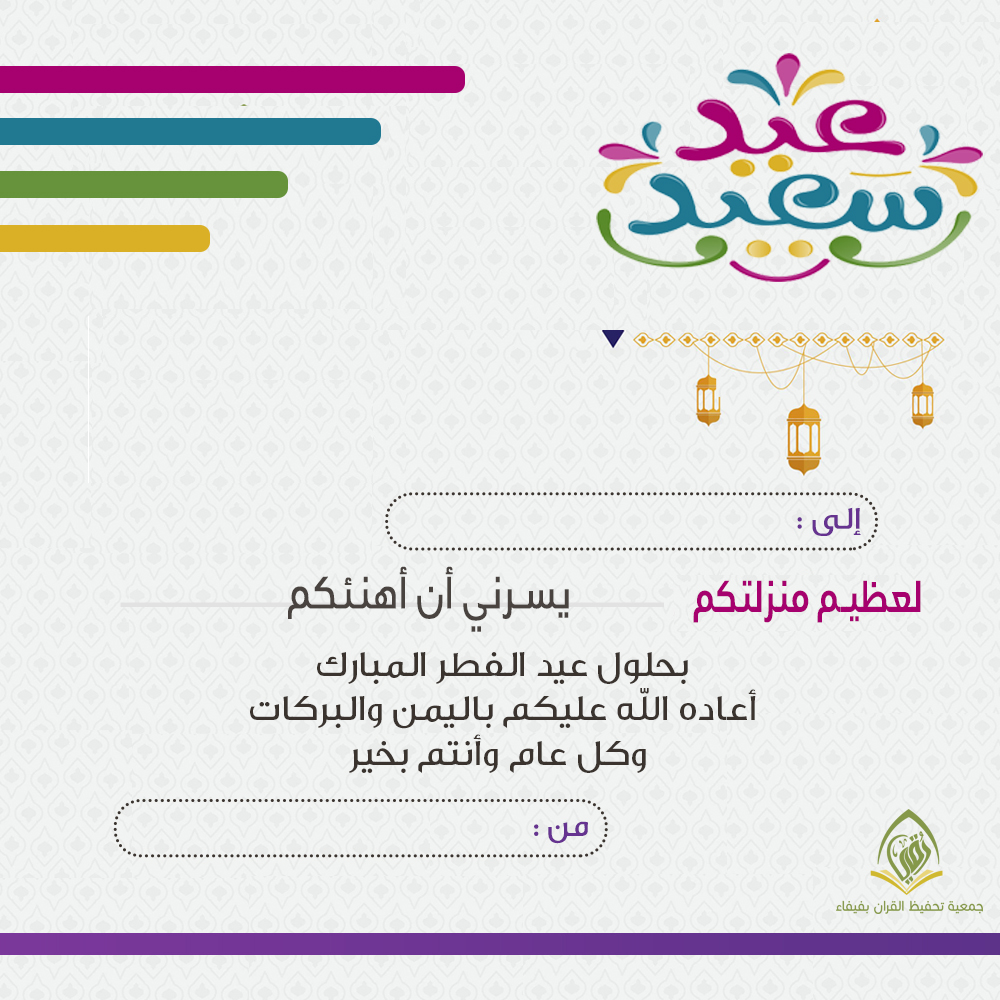 عيد
سعيد
إلى :
لعظيم منزلتكم
يسرني أن أهنئكم
بحلول عيد الفطر المبارك
أعاده الله عليكم باليمن والبركات
وكل عام وأنتم بخير
من :
جمعية تحفيظ القران بفيفاء